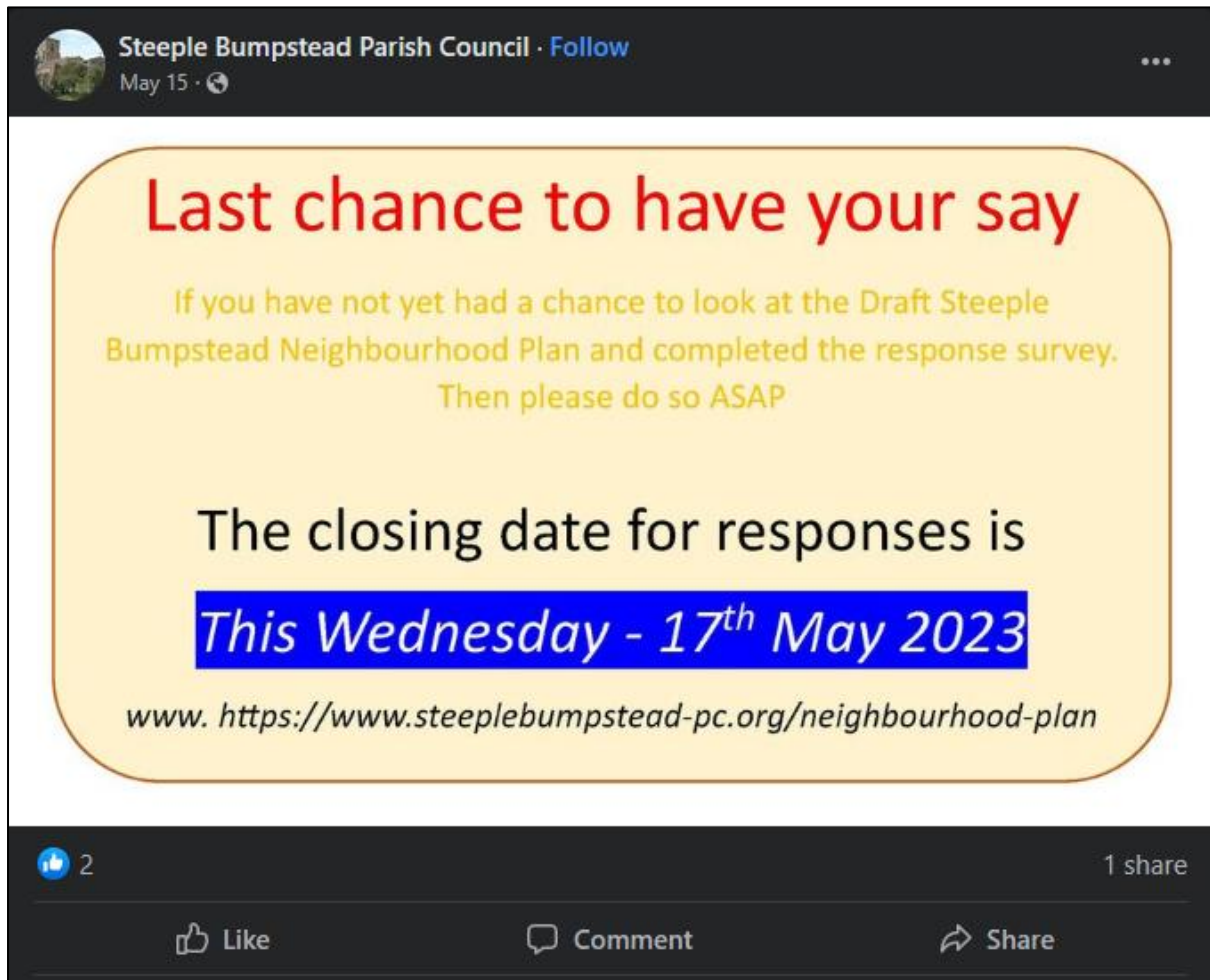 Steeple Bumpstead Parish Council · Follow
May 15 ·
Last chance to have your say
If you have not yet had a chance to look at the Draft Steeple
Bumpstead Neighbourhood Plan and completed the response survey.
Then please do so ASAP
The closing date for responses is
This Wednesday - 17th May 2023
www. https://www.steeplebumpstead-pc.org/neighbourhood-plan
2
1 share
Like
Comment
Share